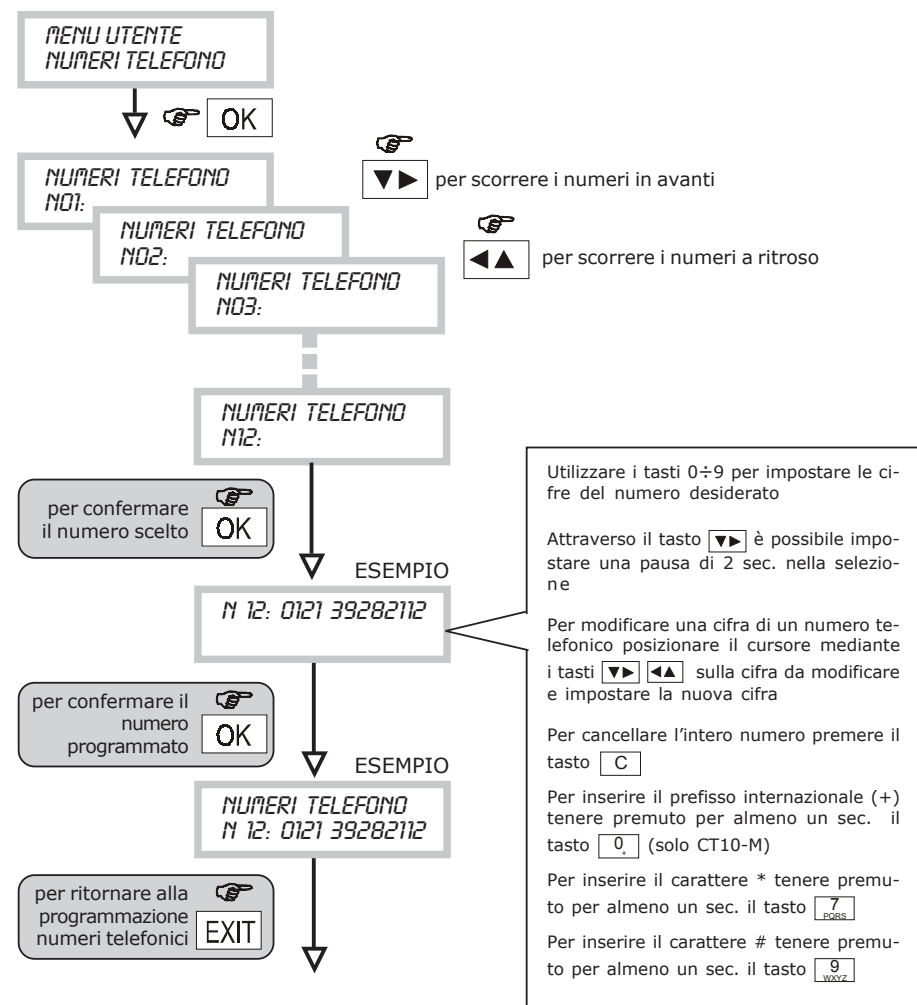 MENU UTENTE
NUMERI TELEFONO
OK
NUMERI TELEFONO
N01:
per scorrere i numeri in avanti
NUMERI TELEFONO
N02:
per scorrere i numeri a ritroso
NUMERI TELEFONO
N03:
NUMERI TELEFONO
N12:
per confermare
il numero scelto
OK
ESEMPIO
N 12: 0121 39282112
per confermare il
numero
programmato
OK
ESEMPIO
NUMERI TELEFONO
N 12: 0121 39282112
per ritornare alla
programmazione
numeri telefonici
EXIT
Utilizzare i tasti 0÷9 per impostare le ci-
fre del numero desiderato
Attraverso il tasto ▼▶ è possibile impo-
stare una pausa di 2 sec. nella selezio-
ne
Per modificare una cifra di un numero te-
lefonico posizionare il cursore mediante
i tasti ▼▶ ◀▲ sulla cifra da modificare
e impostare la nuova cifra
Per cancellare l'intero numero premere il
tasto C
Per inserire il prefisso internazionale (+)
tenere premuto per almeno un sec. il
tasto 0+ (solo CT10-M)
Per inserire il carattere * tenere premu-
to per almeno un sec. il tasto 7 PQRS
Per inserire il carattere # tenere premu-
to per almeno un sec. il tasto 9 WXYZ